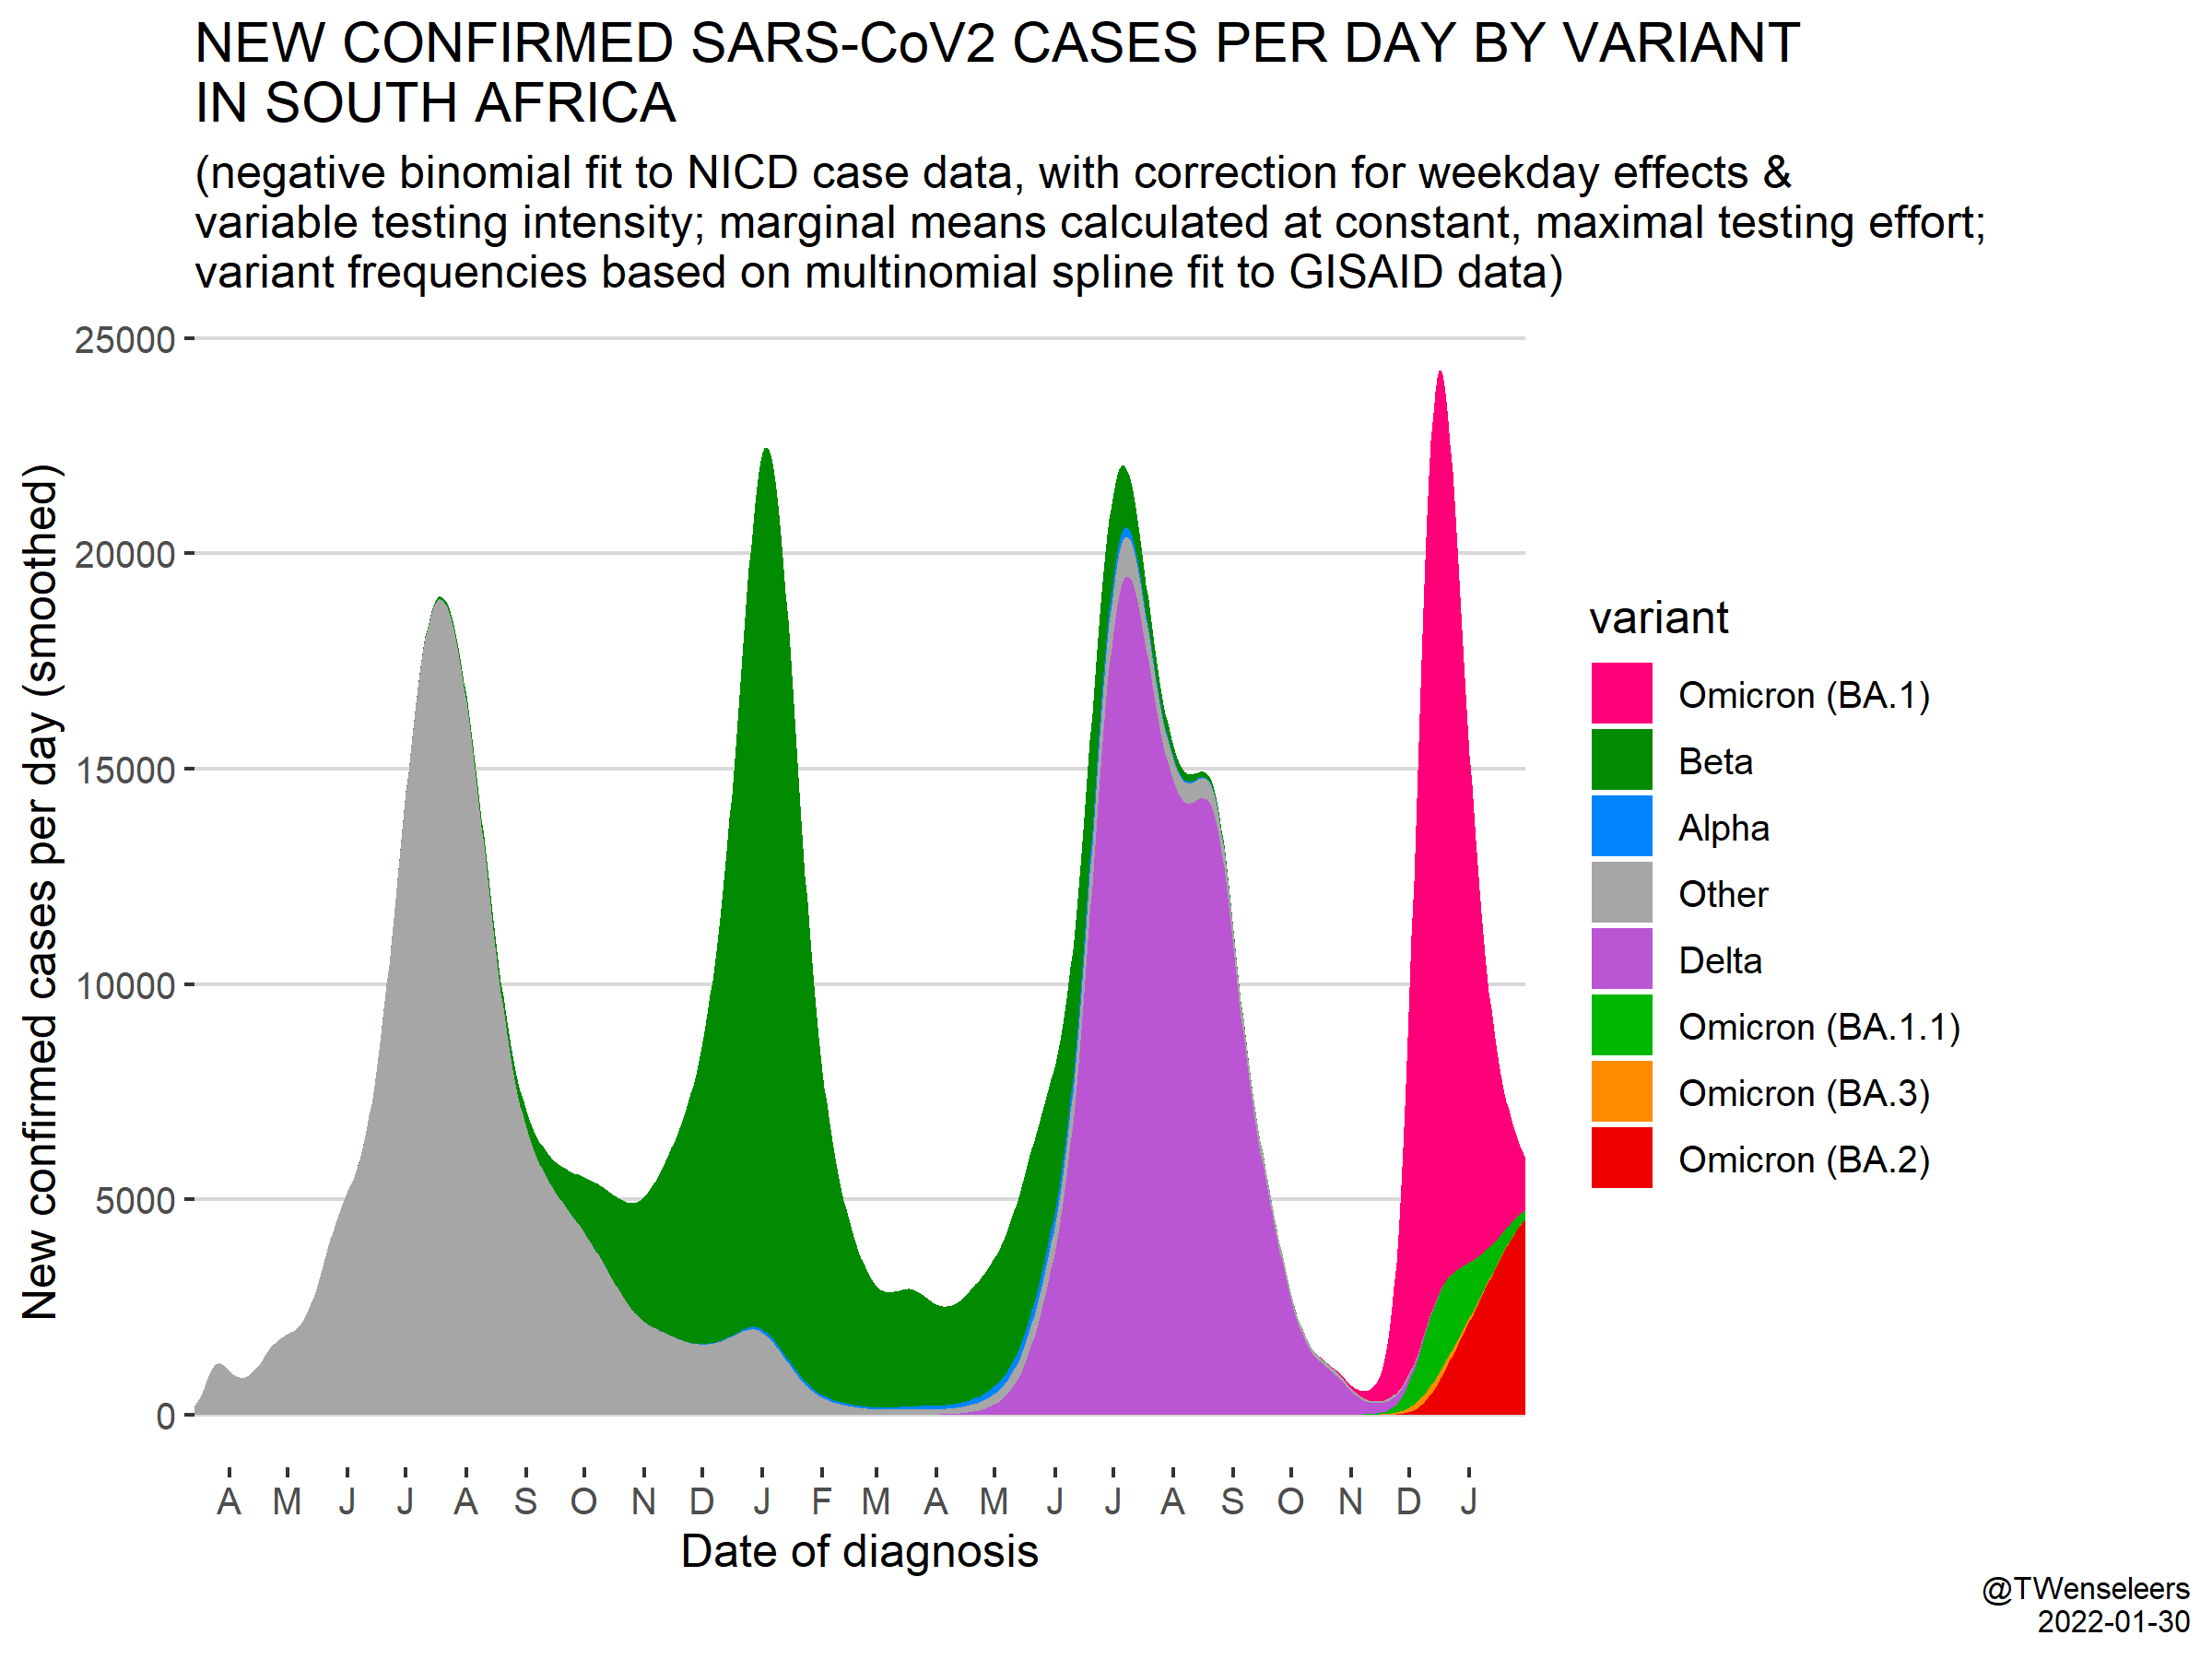 NEW CONFIRMED SARS-CoV2 CASES PER DAY BY VARIANT
IN SOUTH AFRICA
(negative binomial fit to NICD case data, with correction for weekday effects &
variable testing intensity; marginal means calculated at constant, maximal testing effort;
variant frequencies based on multinomial spline fit to GISAID data)
New confirmed cases per day (smoothed)
25000
20000
15000
10000
5000
0
A M J J A S O N D J F M A M J J A S O N D J
Date of diagnosis
variant
Omicron (BA.1)
Beta
Alpha
Other
Delta
Omicron (BA.1.1)
Omicron (BA.3)
Omicron (BA.2)
@TWenseleers
2022-01-30